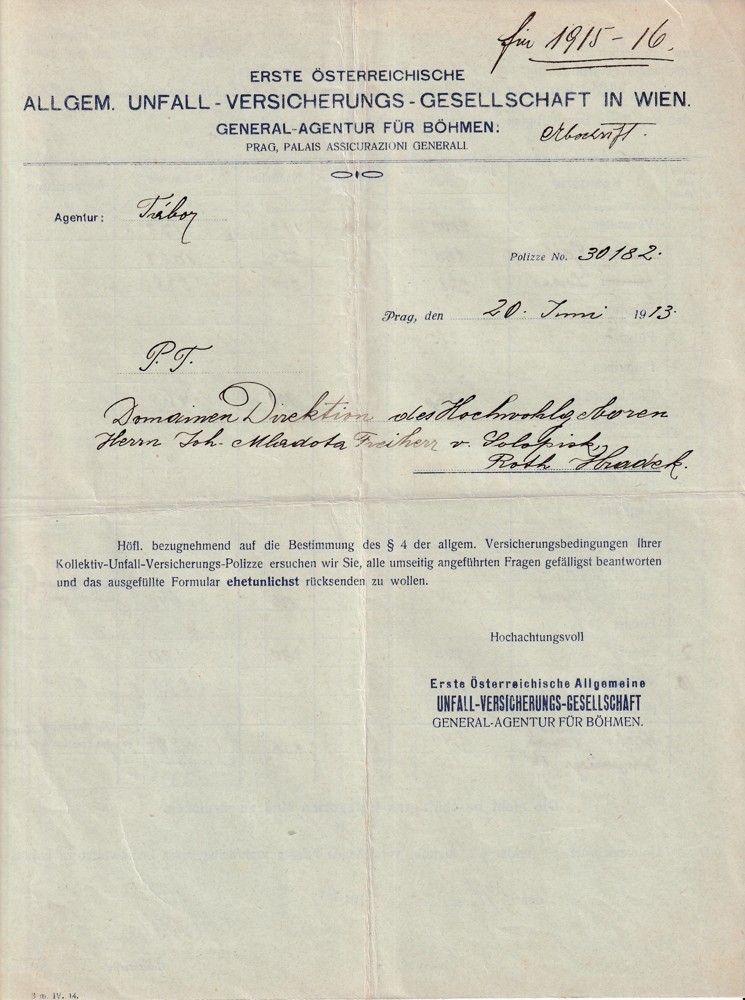 für 1915-16.
ERSTE ÖSTERREICHISCHE
ALLGEM. UNFALL-VERSICHERUNGS-GESELLSCHAFT IN WIEN.
GENERAL-AGENTUR FÜR BÖHMEN:
Abschrift.
PRAG, PALAIS ASSICURAZIONI GENERALI.
Agentur: Tábor
Polizze No. 30182.
Prag, den 20. Juni 1913.
P.T.
Domainen Direktion des Hochwohlgeboren
Herrn Joh. Mladota Freiherr v. Solopisk,
Roth Hradek.
Höfl. bezugnehmend auf die Bestimmung des § 4 der allgem. Versicherungsbedingungen Ihrer
Kollektiv-Unfall-Versicherungs-Polizze ersuchen wir Sie, alle umseitig angeführten Fragen gefälligst beantworten
und das ausgefüllte Formular ehetunlichst rücksenden zu wollen.
Hochachtungsvoll
Erste Österreichische Allgemeine
UNFALL-VERSICHERUNGS-GESELLSCHAFT
GENERAL-AGENTUR FÜR BÖHMEN.
3 m. IV. 14.